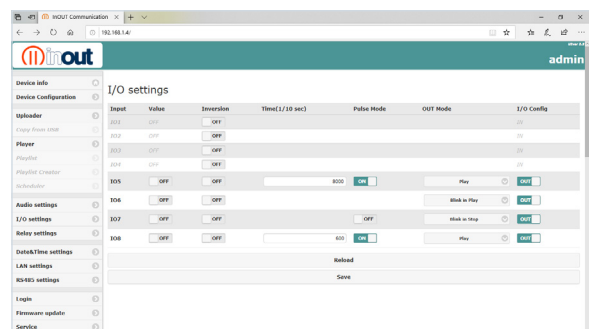 InOUT Communication
192.168.1.4/
inout
admin
Device info
Device Configuration
Uploader
Copy from USB
Player
Playlist
Playlist Creator
Scheduler
Audio settings
I/O settings
Relay settings
Date&Time settings
LAN settings
RS485 settings
Login
Firmware update
Service
I/O settings
Input Value Inversion Time(1/10 sec) Pulse Mode OUT Mode I/O Config
IO1 OFF OFF IN
IO2 OFF OFF IN
IO3 OFF OFF IN
IO4 OFF OFF IN
IO5 OFF OFF 8000 ON Play OUT
IO6 OFF OFF Blink in Play OUT
IO7 OFF OFF OFF Blink in Stop OUT
IO8 OFF OFF 600 ON Play OUT
Reload
Save